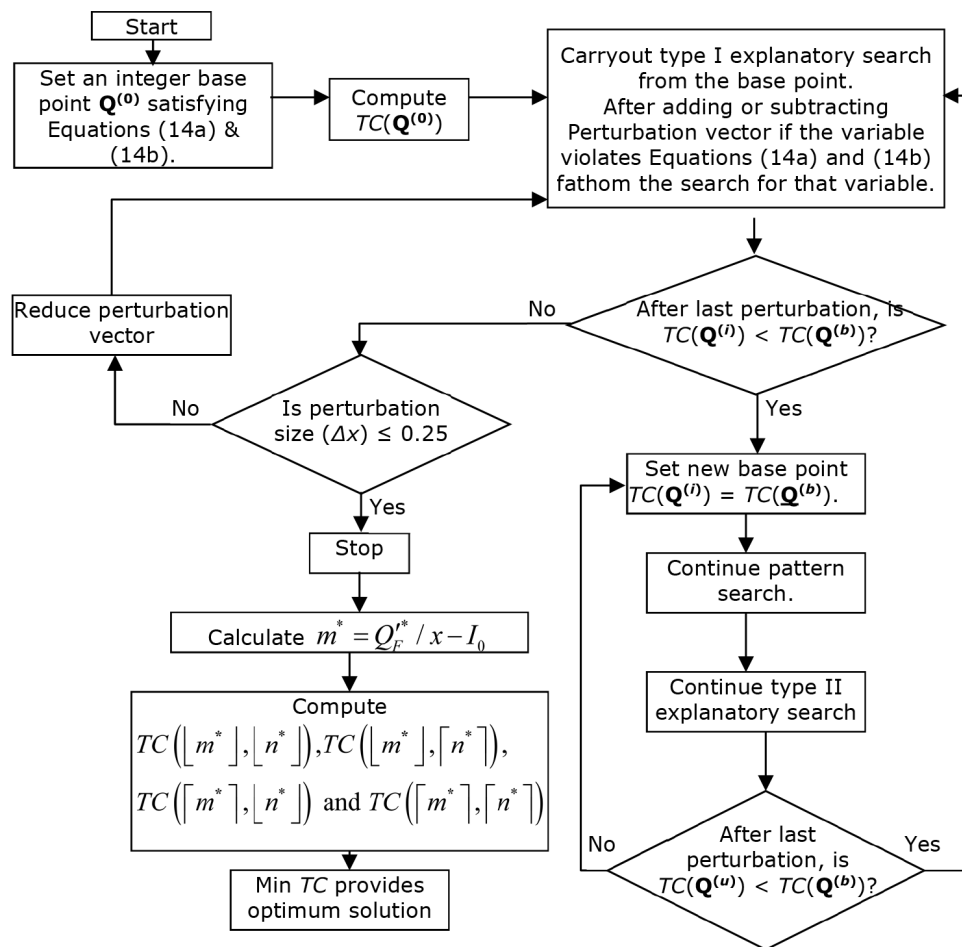 Start
Set an integer base
point Q⁽⁰⁾ satisfying
Equations (14a) &
(14b).
Compute
TC(Q⁽⁰⁾)
Carryout type I explanatory search
from the base point.
After adding or subtracting
Perturbation vector if the variable
violates Equations (14a) and (14b)
fathom the search for that variable.
Reduce perturbation
vector
No
After last perturbation, is
TC(Q⁽ⁱ⁾) < TC(Q⁽ᵇ⁾)?
No
Is perturbation
size (Δx) ≤ 0.25
Yes
Yes
Set new base point
TC(Q⁽ⁱ⁾) = TC(Q⁽ᵇ⁾).
Stop
Continue pattern
search.
Calculate m* = Q′*_F / x − I₀
Continue type II
explanatory search
Compute
TC(⌊m*⌋,⌊n*⌋),TC(⌊m*⌋,⌈n*⌉),
TC(⌈m*⌉,⌊n*⌋) and TC(⌈m*⌉,⌈n*⌉)
Min TC provides
optimum solution
No
After last
perturbation, is
TC(Q⁽ᵘ⁾) < TC(Q⁽ᵇ⁾)?
Yes